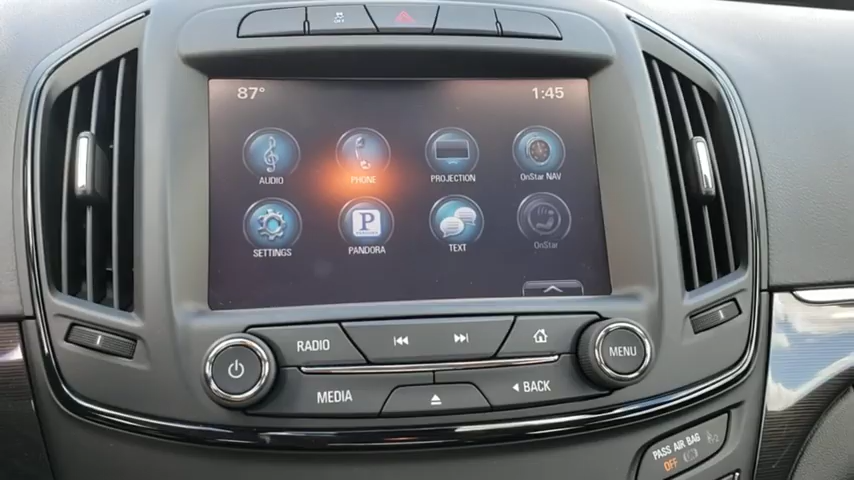 OFF
87° 1:45
AUDIO PHONE PROJECTION OnStar NAV
SETTINGS P PANDORA TEXT OnStar
RADIO MENU
MEDIA BACK
PASS AIR BAG
OFF